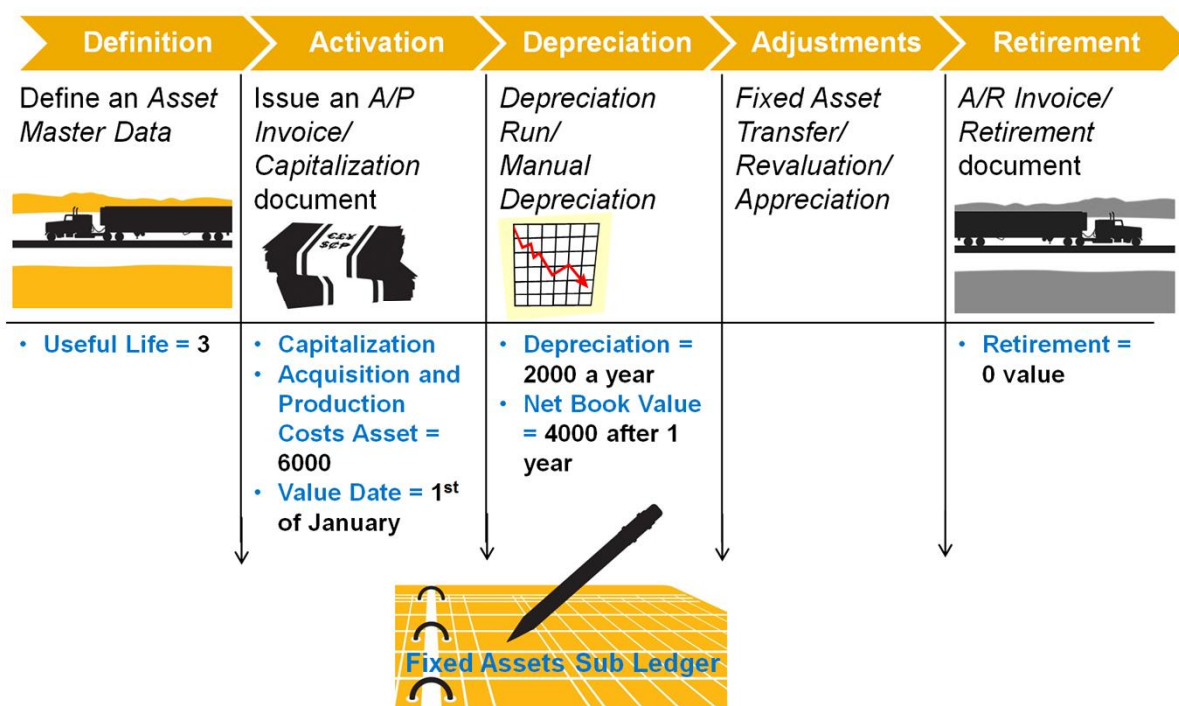 Definition
Activation
Depreciation
Adjustments
Retirement
Define an Asset
Master Data
Issue an A/P
Invoice/
Capitalization
document
Depreciation
Run/
Manual
Depreciation
Fixed Asset
Transfer/
Revaluation/
Appreciation
A/R Invoice/
Retirement
document
€£¥
$₵P
• Useful Life = 3
• Capitalization
• Acquisition and
Production
Costs Asset =
6000
• Value Date = 1st
of January
• Depreciation =
2000 a year
• Net Book Value
= 4000 after 1
year
• Retirement =
0 value
Fixed Assets Sub Ledger